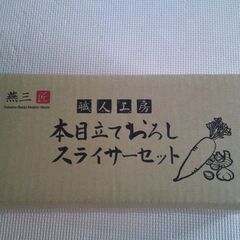 燕三 匠
職人工房
本目立ておろし
スライサーセット